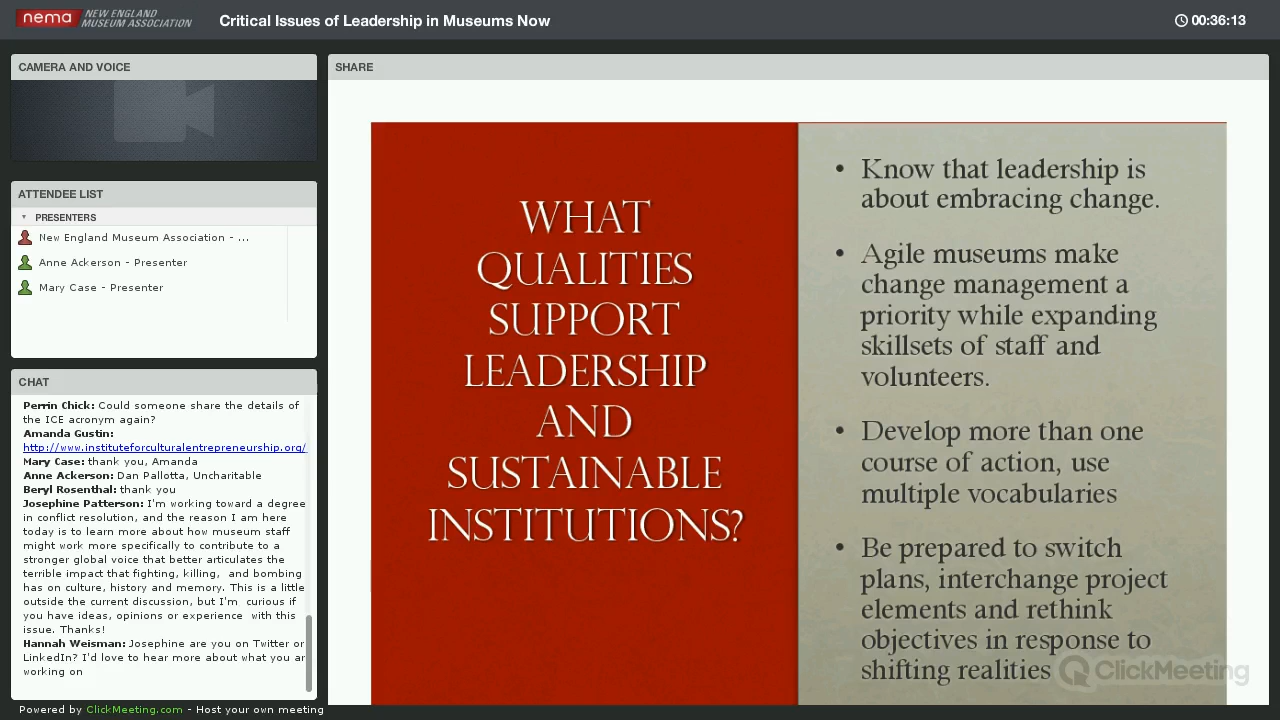 nema NEW ENGLAND
MUSEUM ASSOCIATION
Critical Issues of Leadership in Museums Now
00:36:13
CAMERA AND VOICE
ATTENDEE LIST
PRESENTERS
New England Museum Association - ...
Anne Ackerson - Presenter
Mary Case - Presenter
CHAT
Perrin Chick: Could someone share the details of
the ICE acronym again?
Amanda Gustin:
http://www.instituteforculturalentrepreneurship.org/
Mary Case: thank you, Amanda
Anne Ackerson: Dan Pallotta, Uncharitable
Beryl Rosenthal: thank you
Josephine Patterson: I'm working toward a degree
in conflict resolution, and the reason I am here
today is to learn more about how museum staff
might work more specifically to contribute to a
stronger global voice that better articulates the
terrible impact that fighting, killing, and bombing
has on culture, history and memory. This is a little
outside the current discussion, but I'm curious if
you have ideas, opinions or experience with this
issue. Thanks!
Hannah Weisman: Josephine are you on Twitter or
LinkedIn? I'd love to hear more about what you ar
working on
Powered by ClickMeeting.com - Host your own meeting
SHARE
WHAT
QUALITIES
SUPPORT
LEADERSHIP
AND
SUSTAINABLE
INSTITUTIONS?
• Know that leadership is
about embracing change.
• Agile museums make
change management a
priority while expanding
skillsets of staff and
volunteers.
• Develop more than one
course of action, use
multiple vocabularies
• Be prepared to switch
plans, interchange project
elements and rethink
objectives in response to
shifting realities
ClickMeeting